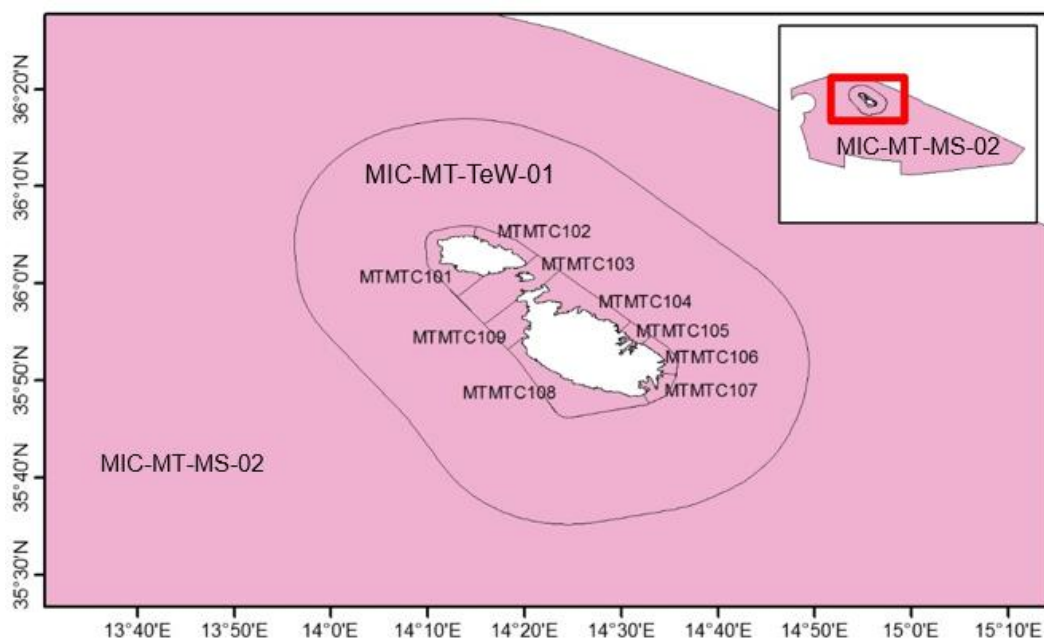 36°20'N
36°10'N
36°0'N
35°50'N
35°40'N
35°30'N
MIC-MT-MS-02
MIC-MT-TeW-01
MTMTC102
MTMTC103
MTMTC101
MTMTC104
MTMTC105
MTMTC109
MTMTC106
MTMTC108
MTMTC107
MIC-MT-MS-02
13°40'E 13°50'E 14°0'E 14°10'E 14°20'E 14°30'E 14°40'E 14°50'E 15°0'E 15°10'E